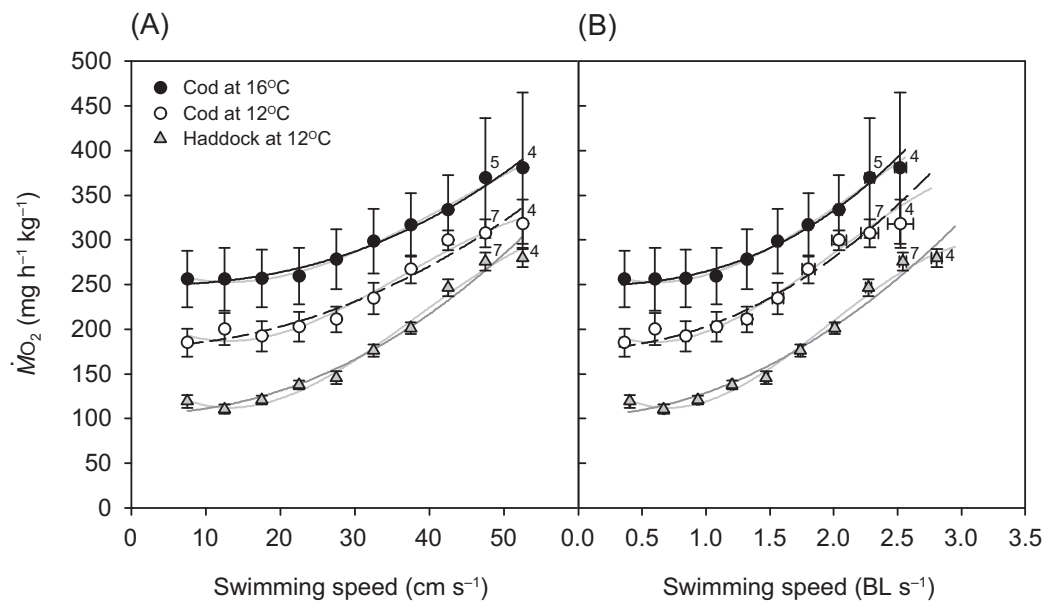 (A)
(B)
500
450
400
350
300
250
200
150
100
50
0
ṀO₂ (mg h⁻¹ kg⁻¹)
Cod at 16°C
Cod at 12°C
Haddock at 12°C
5
4
7
4
7
4
5
4
7
4
7
4
0 10 20 30 40 50
0.0 0.5 1.0 1.5 2.0 2.5 3.0 3.5
Swimming speed (cm s⁻¹)
Swimming speed (BL s⁻¹)